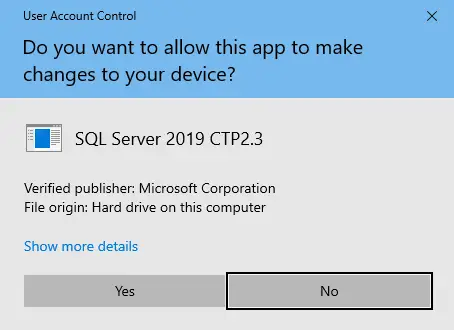 User Account Control
Do you want to allow this app to make
changes to your device?
SQL Server 2019 CTP2.3
Verified publisher: Microsoft Corporation
File origin: Hard drive on this computer
Show more details
Yes
No